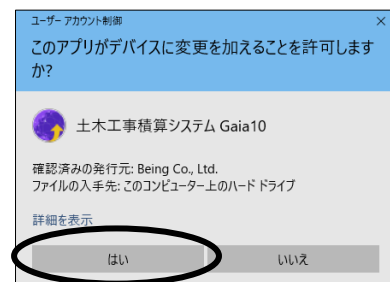 ユーザー アカウント制御
このアプリがデバイスに変更を加えることを許可します
か?
土木工事積算システム Gaia10
確認済みの発行元: Being Co., Ltd.
ファイルの入手先: このコンピューター上のハード ドライブ
詳細を表示
はい いいえ